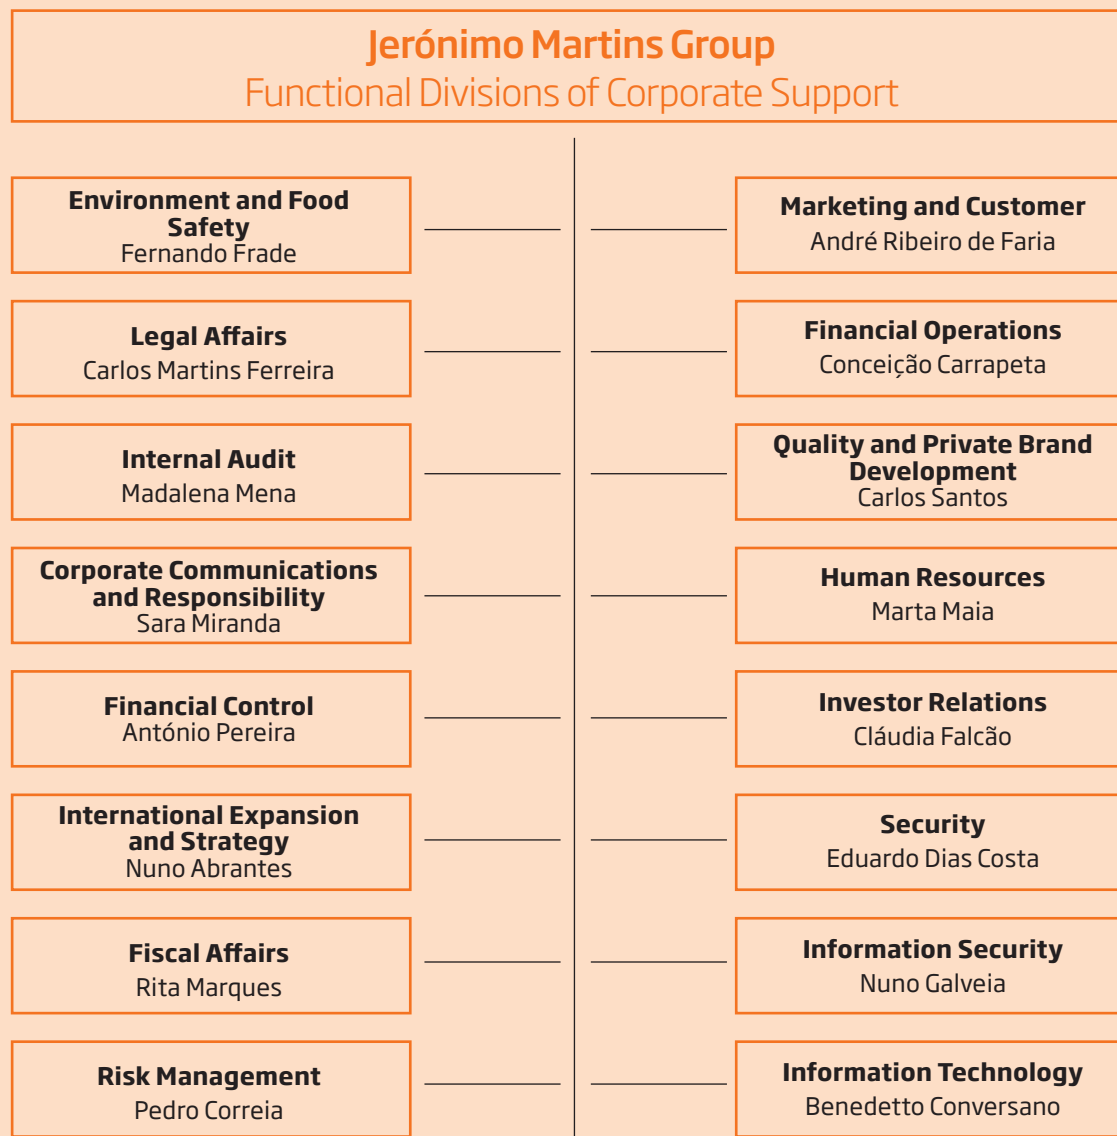 Jerónimo Martins Group
Functional Divisions of Corporate Support
Environment and Food
Safety
Fernando Frade
Marketing and Customer
André Ribeiro de Faria
Legal Affairs
Carlos Martins Ferreira
Financial Operations
Conceição Carrapeta
Internal Audit
Madalena Mena
Quality and Private Brand
Development
Carlos Santos
Corporate Communications
and Responsibility
Sara Miranda
Human Resources
Marta Maia
Financial Control
António Pereira
Investor Relations
Cláudia Falcão
International Expansion
and Strategy
Nuno Abrantes
Security
Eduardo Dias Costa
Fiscal Affairs
Rita Marques
Information Security
Nuno Galveia
Risk Management
Pedro Correia
Information Technology
Benedetto Conversano